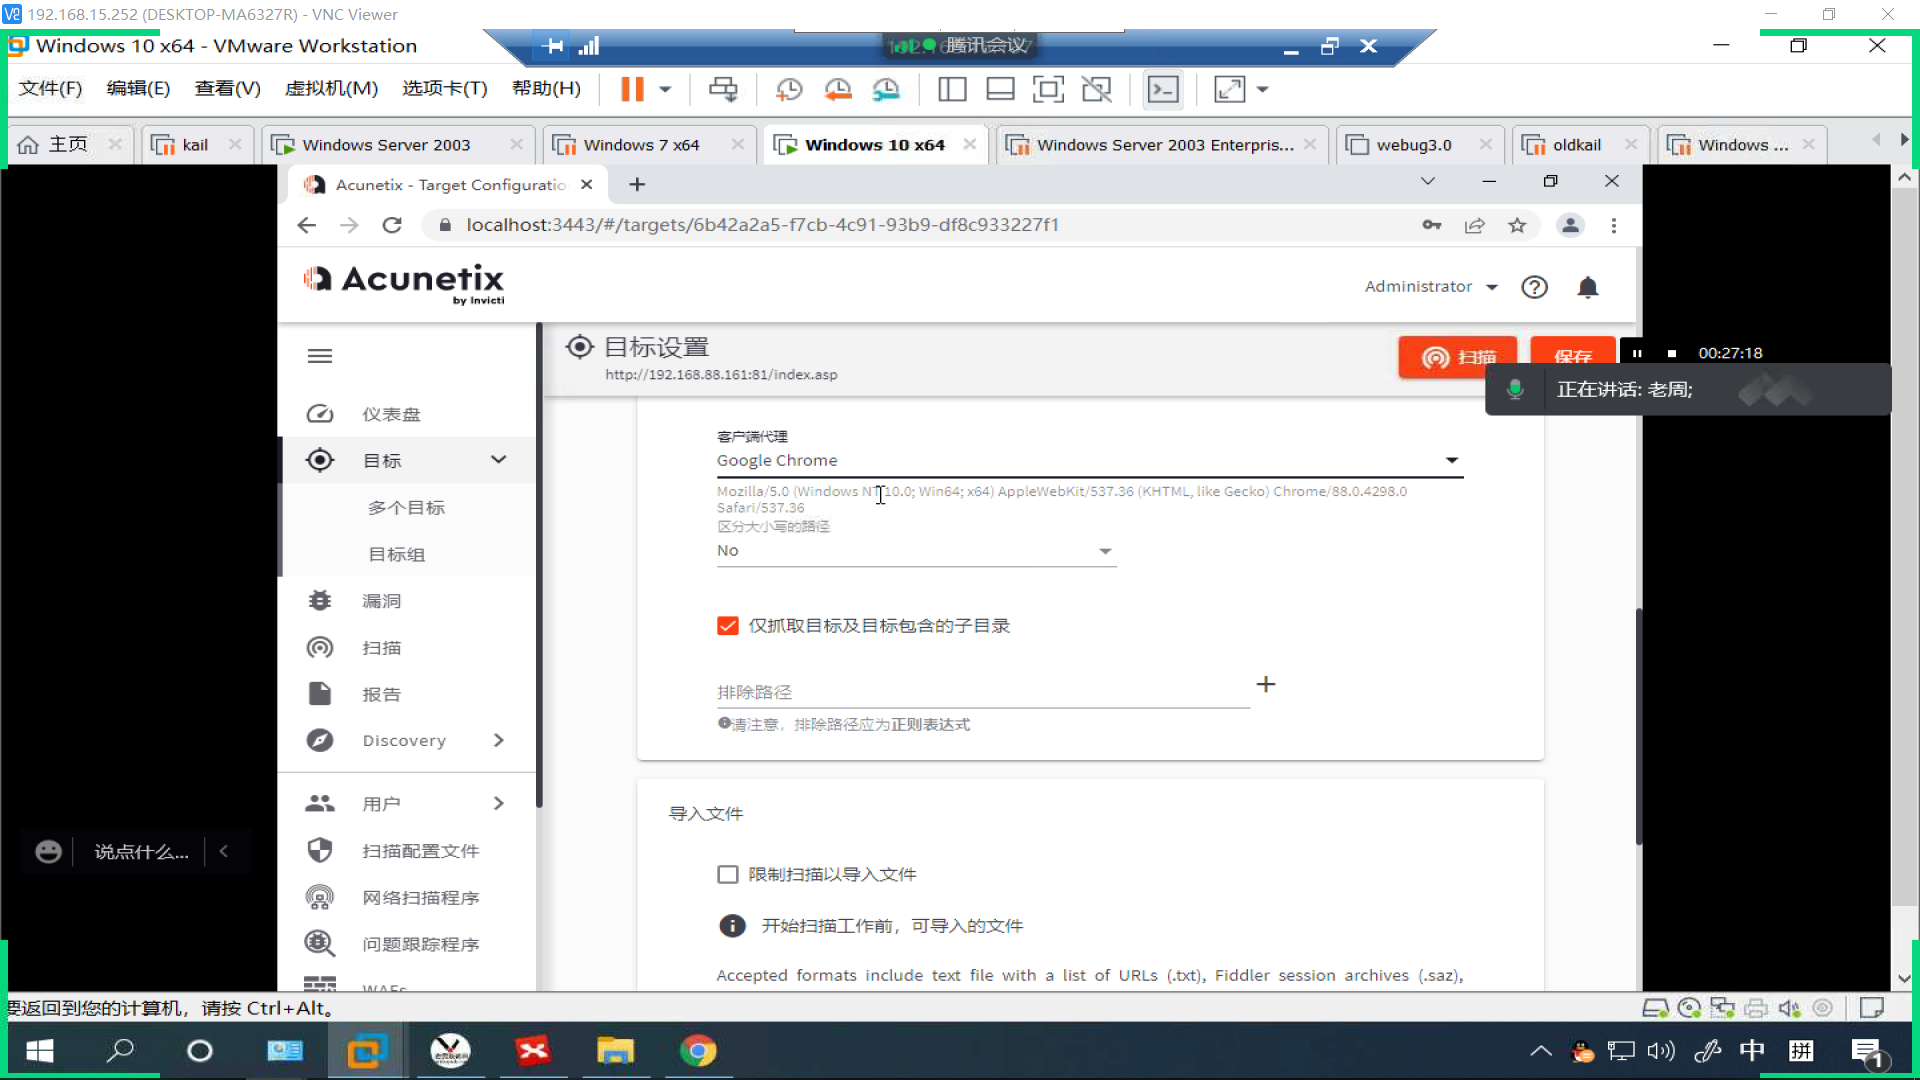 192.168.15.252 (DESKTOP-MA6327R) - VNC Viewer
Windows 10 x64 - VMware Workstation
腾讯会议
文件(F) 编辑(E) 查看(V) 虚拟机(M) 选项卡(T) 帮助(H)
主页 kail Windows Server 2003 Windows 7 x64 Windows 10 x64 Windows Server 2003 Enterpris... webug3.0 oldkail Windows ...
Acunetix - Target Configuratio
localhost:3443/#/targets/6b42a2a5-f7cb-4c91-93b9-df8c933227f1
Acunetix
by Invicti
Administrator
目标设置
http://192.168.88.161:81/index.asp
扫描
保存
00:27:18
正在讲话: 老周;
仪表盘
目标
多个目标
目标组
漏洞
扫描
报告
Discovery
用户
扫描配置文件
网络扫描程序
问题跟踪程序
WAFs
客户端代理
Google Chrome
Mozilla/5.0 (Windows NT 10.0; Win64; x64) AppleWebKit/537.36 (KHTML, like Gecko) Chrome/88.0.4298.0
Safari/537.36
区分大小写的路径
No
仅抓取目标及目标包含的子目录
排除路径
请注意，排除路径应为正则表达式
导入文件
限制扫描以导入文件
开始扫描工作前，可导入的文件
Accepted formats include text file with a list of URLs (.txt), Fiddler session archives (.saz),
说点什么...
要返回到您的计算机，请按 Ctrl+Alt。
中
拼
1